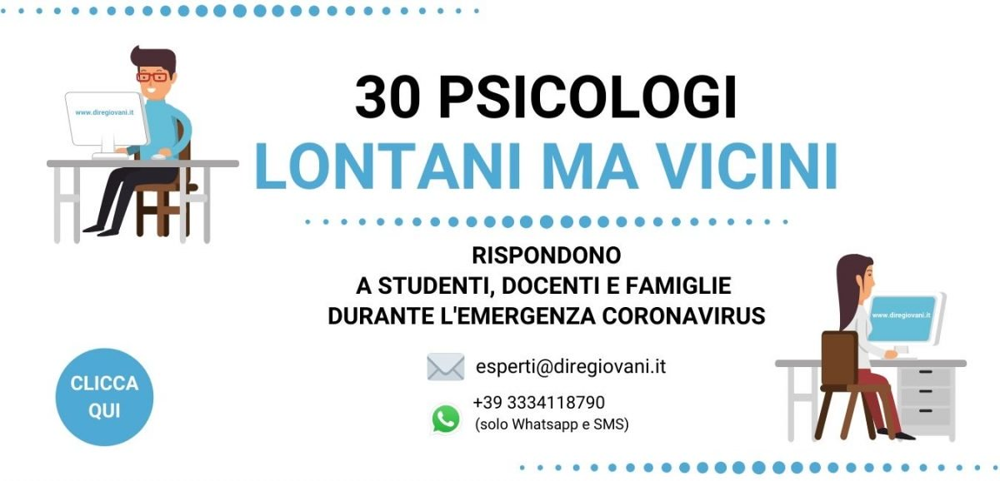 www.diregiovani.it
30 PSICOLOGI
LONTANI MA VICINI
RISPONDONO
A STUDENTI, DOCENTI E FAMIGLIE
DURANTE L'EMERGENZA CORONAVIRUS
www.diregiovani.it
esperti@diregiovani.it
+39 3334118790
(solo Whatsapp e SMS)
CLICCA
QUI